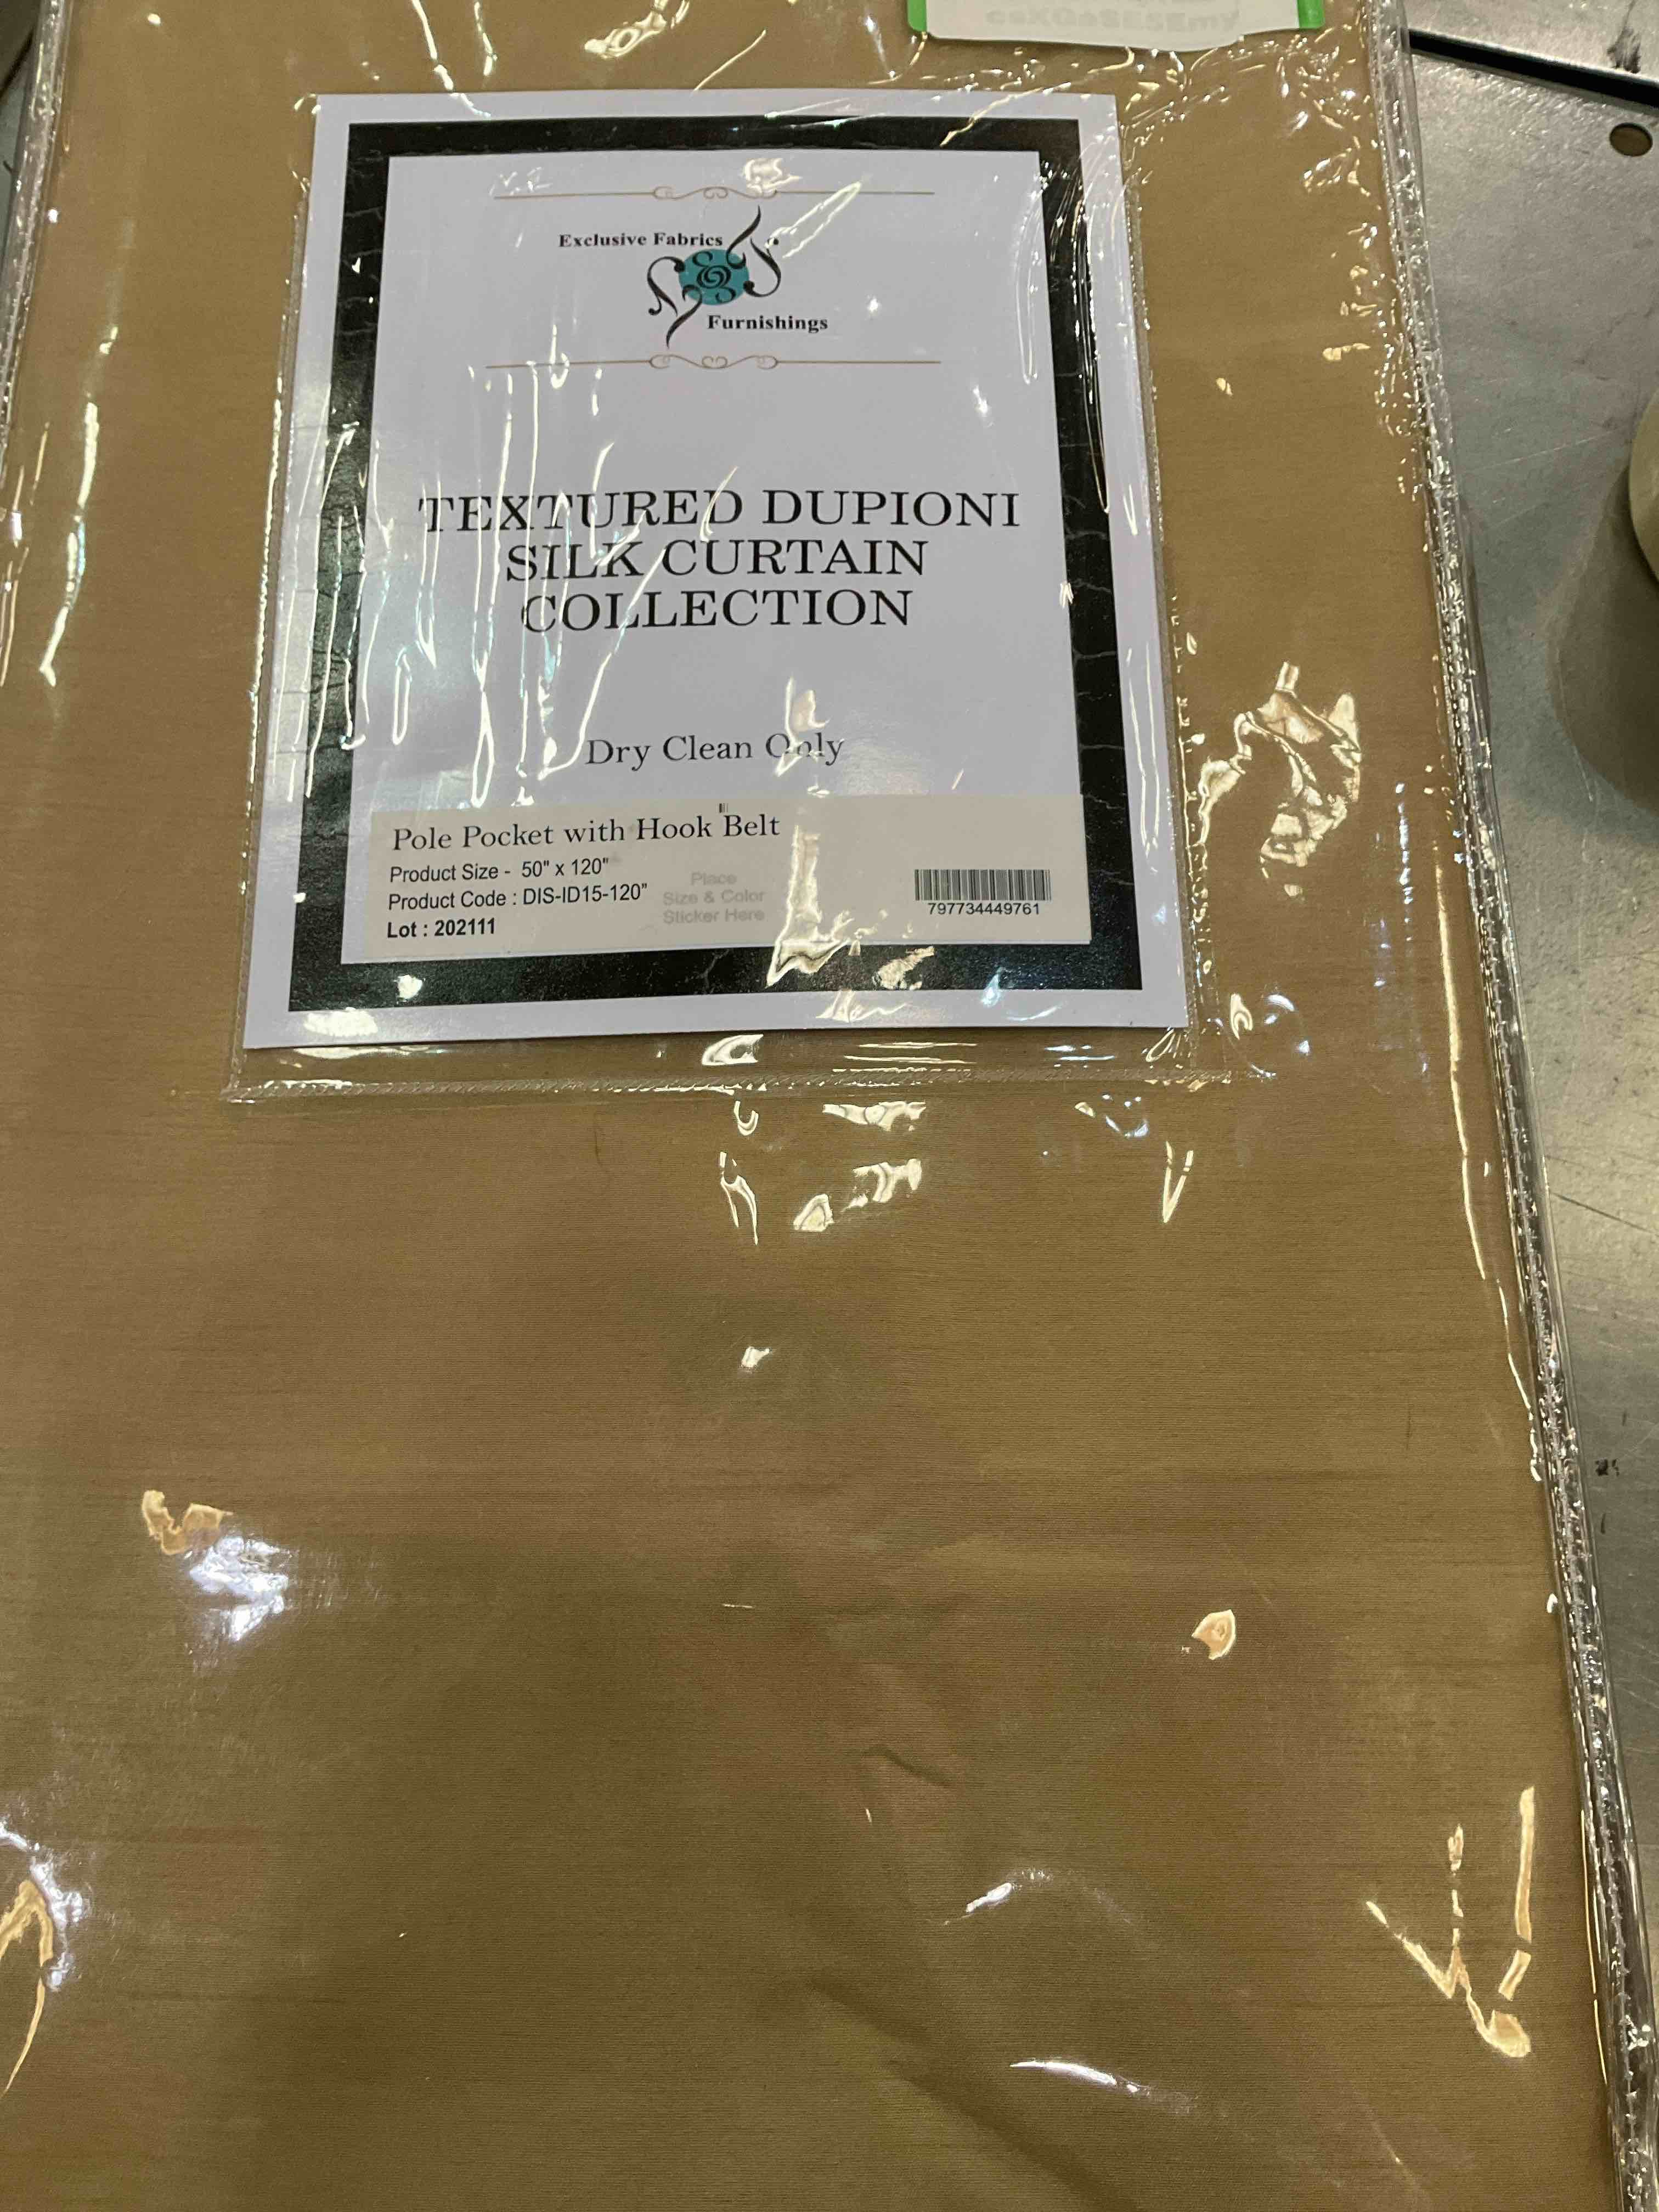 Exclusive Fabrics
&
Furnishings
TEXTURED DUPIONI
SILK CURTAIN
COLLECTION
Dry Clean Only
Pole Pocket with Hook Belt
Product Size - 50" x 120"
Product Code : DIS-ID15-120"
Lot : 202111
Place
Size & Color
Sticker Here
797734449761